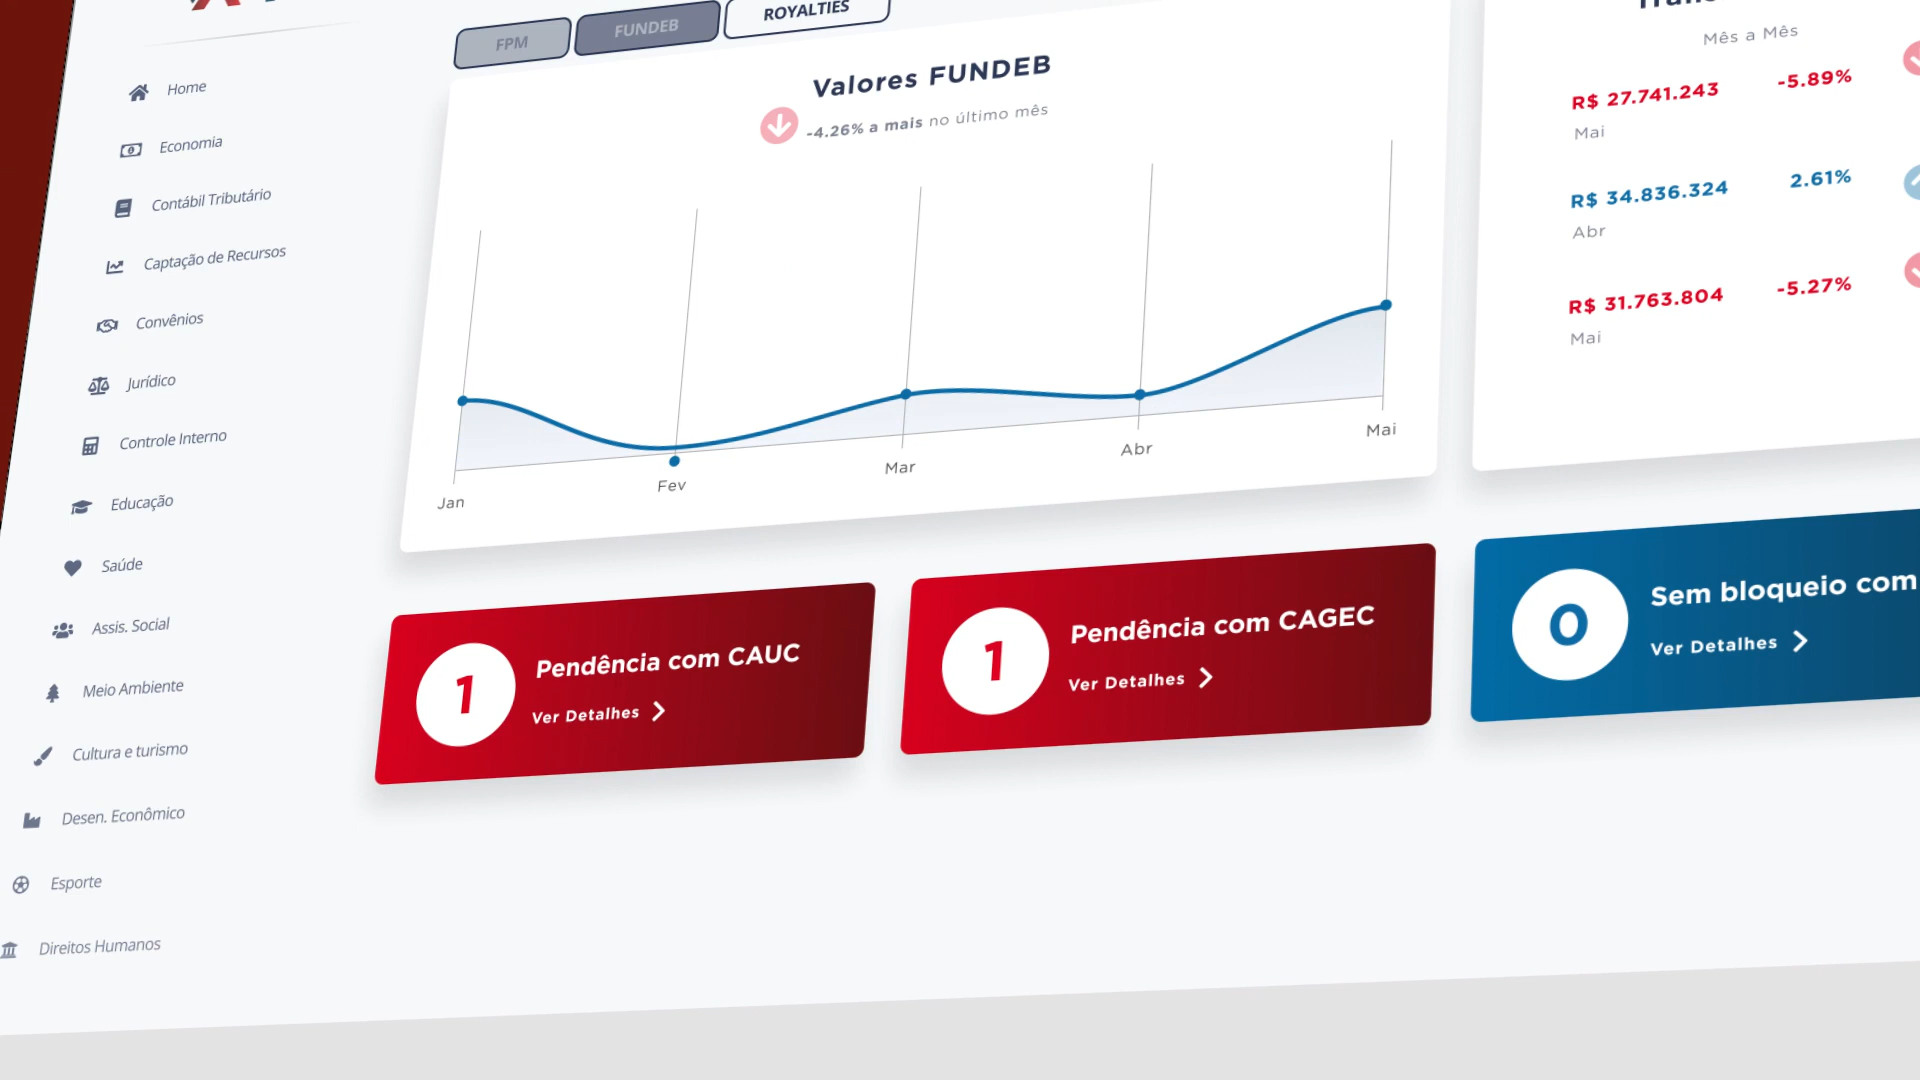 FPM
FUNDEB
ROYALTIES
Home
Economia
Contábil Tributário
Captação de Recursos
Convênios
Jurídico
Controle Interno
Educação
Saúde
Assis. Social
Meio Ambiente
Cultura e turismo
Desen. Econômico
Esporte
Direitos Humanos
Valores FUNDEB
-4.26% a mais no último mês
Jan
Fev
Mar
Abr
Mai
Mês a Mês
R$ 27.741.243 -5.89%
Mai
R$ 34.836.324 2.61%
Abr
R$ 31.763.804 -5.27%
Mai
1
Pendência com CAUC
Ver Detalhes
1
Pendência com CAGEC
Ver Detalhes
0
Sem bloqueio com
Ver Detalhes